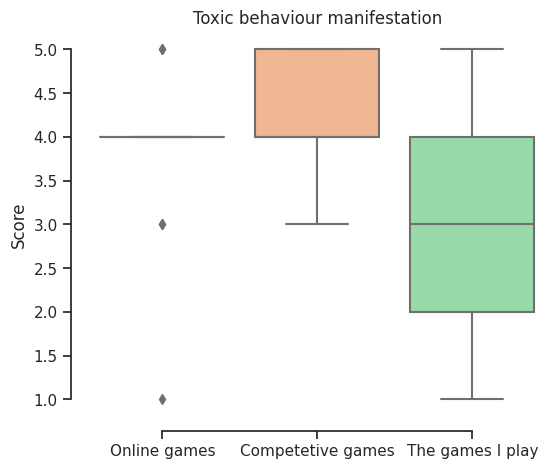 Toxic behaviour manifestation
5.0
4.5
4.0
3.5
3.0
2.5
2.0
1.5
1.0
Score
Online games
Competetive games
The games I play